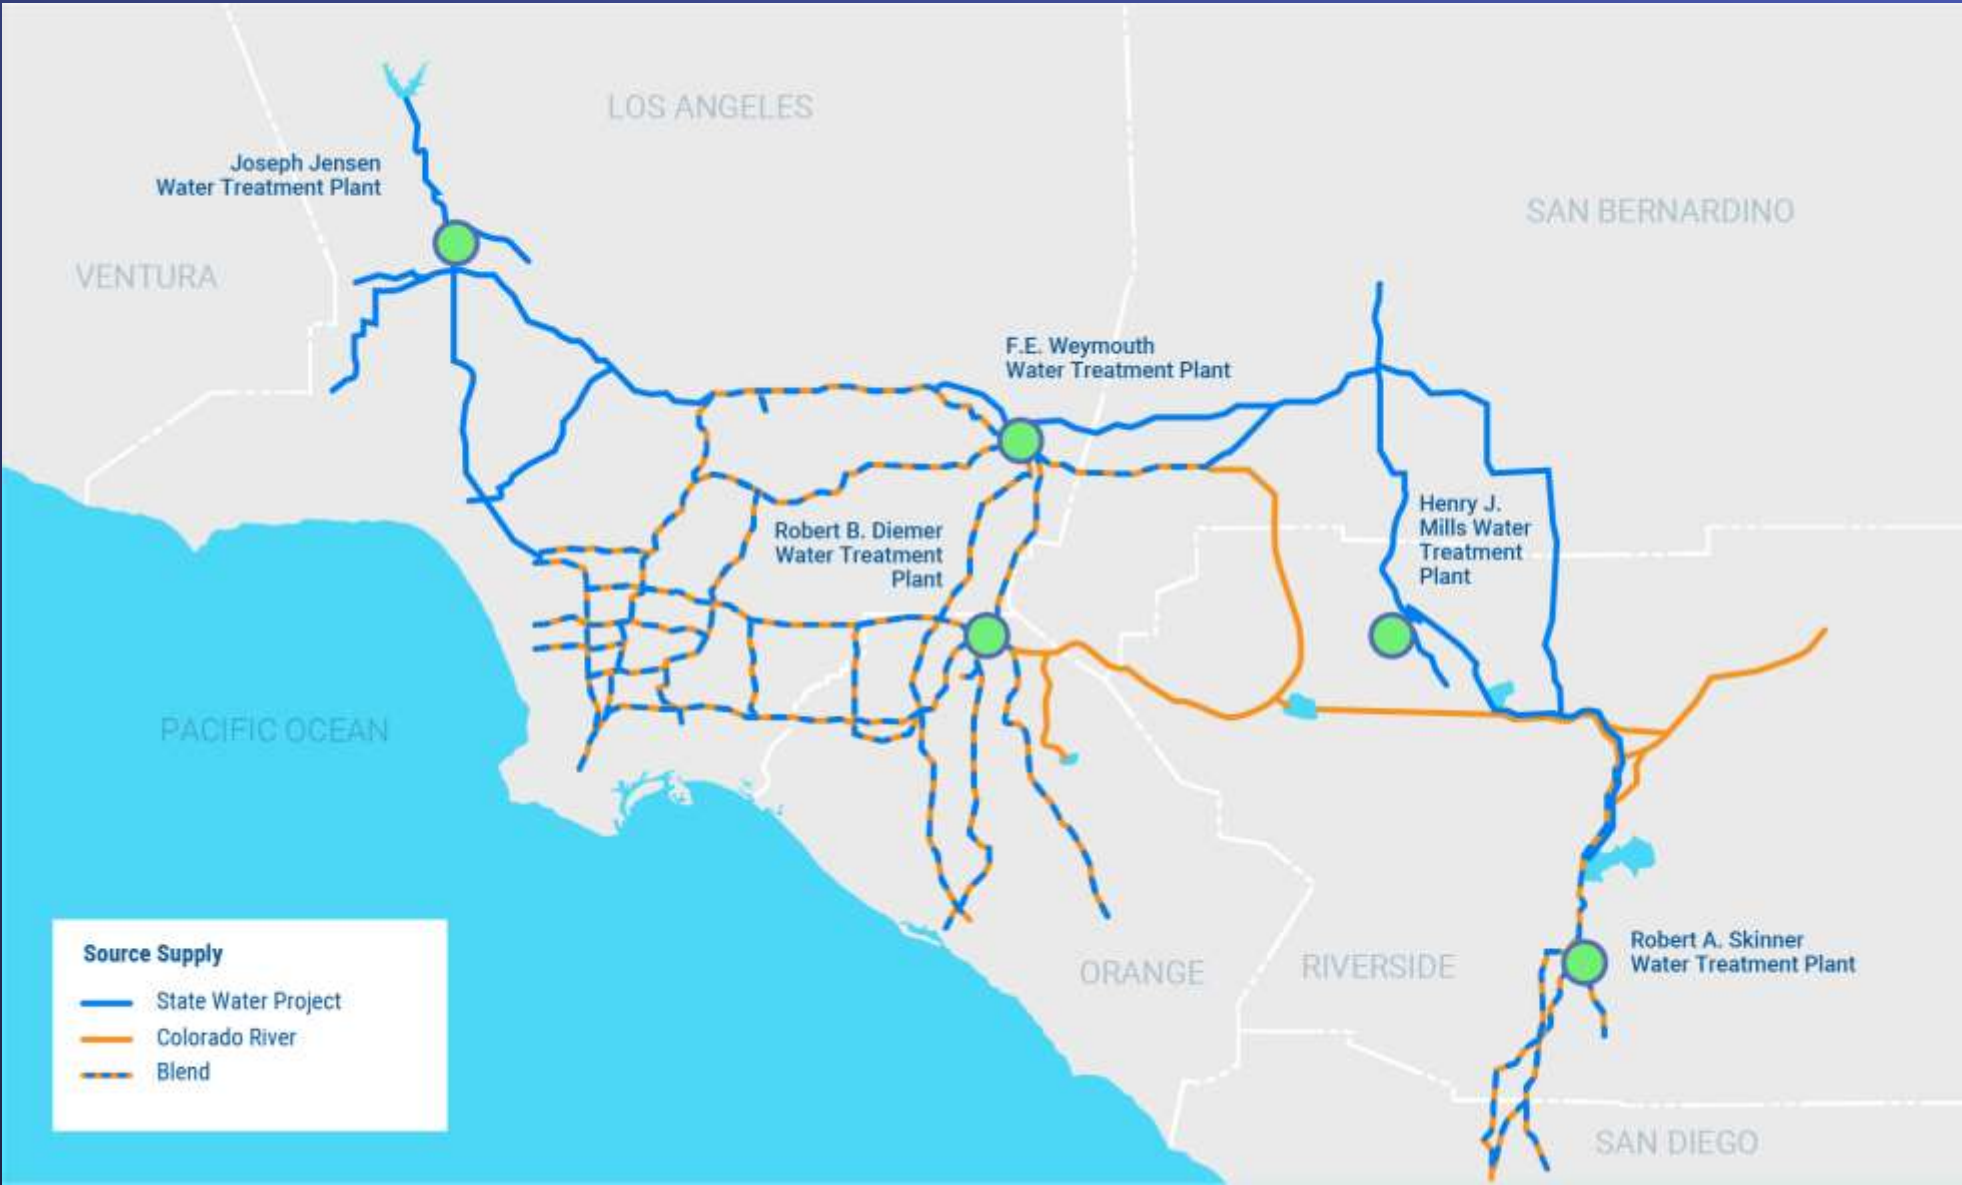 LOS ANGELES
Joseph Jensen
Water Treatment Plant
SAN BERNARDINO
VENTURA
F.E. Weymouth
Water Treatment Plant
Henry J.
Mills Water
Treatment
Plant
Robert B. Diemer
Water Treatment
Plant
PACIFIC OCEAN
Robert A. Skinner
Water Treatment Plant
ORANGE
RIVERSIDE
SAN DIEGO
Source Supply
State Water Project
Colorado River
Blend